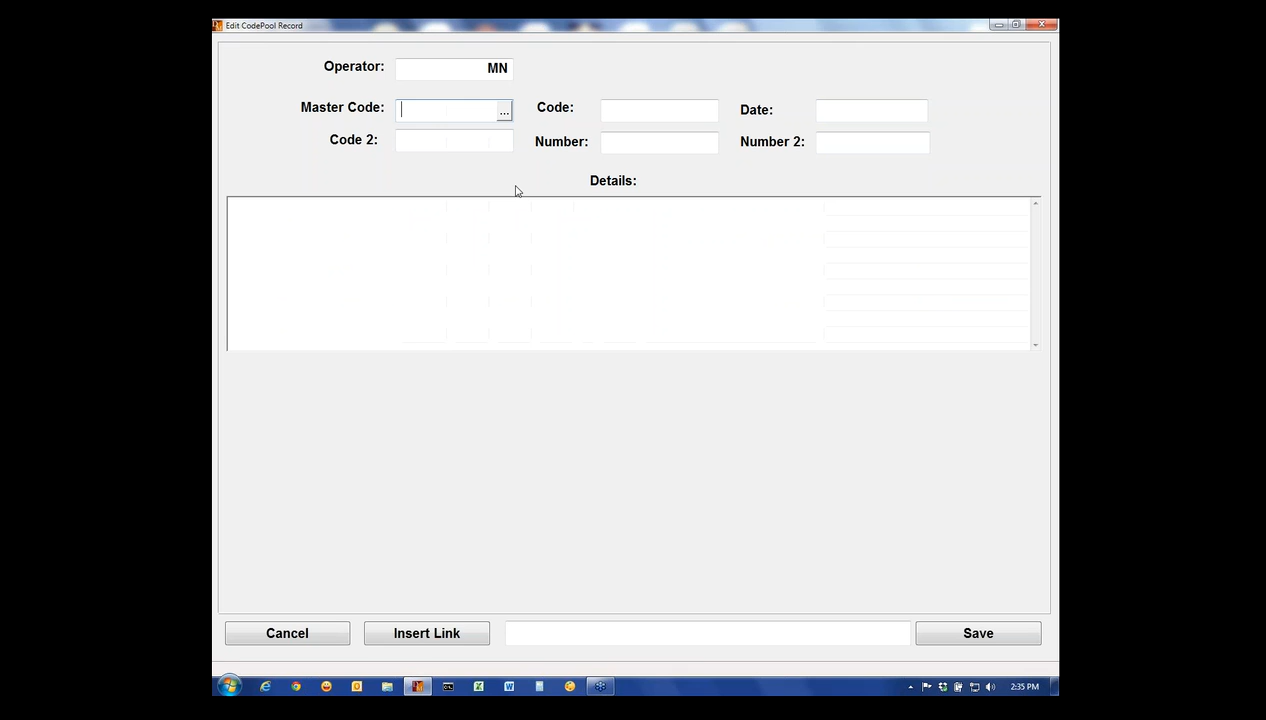 Edit CodePool Record
Operator: MN
Master Code: ... Code: Date:
Code 2: Number: Number 2:
Details:
Cancel Insert Link Save
2:35 PM